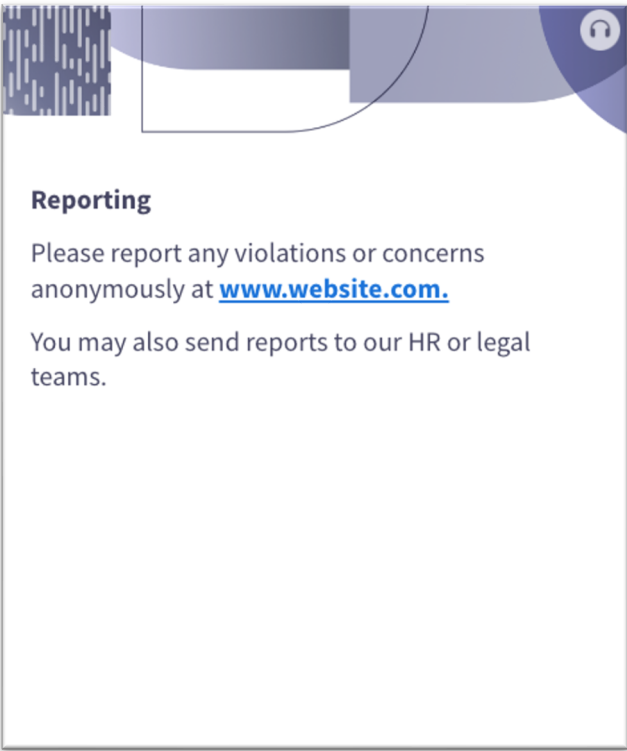 Reporting
Please report any violations or concerns
anonymously at www.website.com.
You may also send reports to our HR or legal
teams.